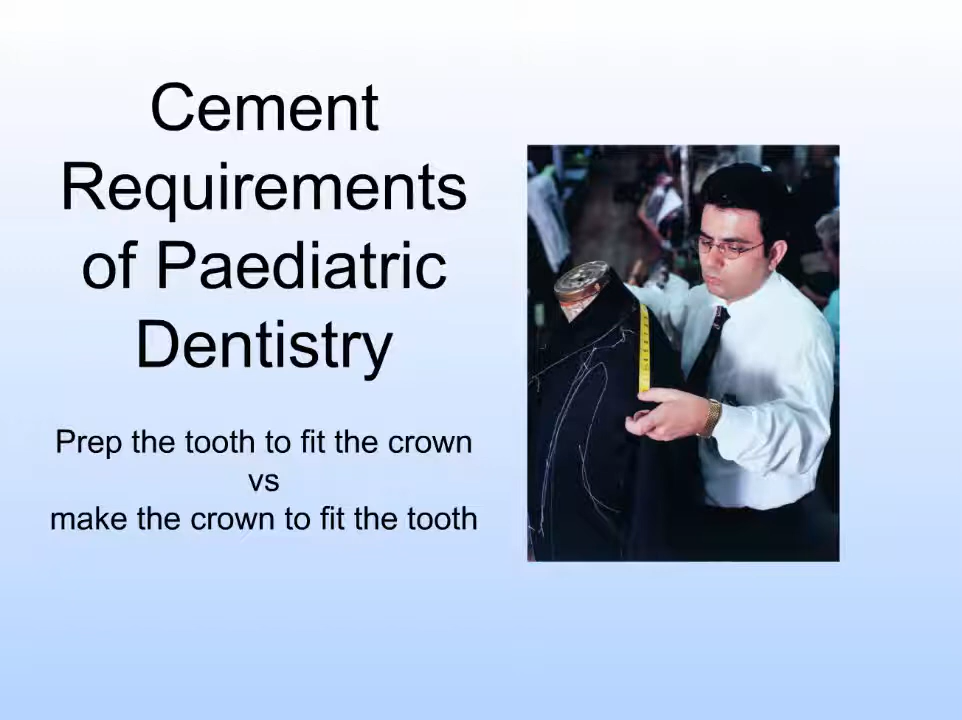 Cement
Requirements
of Paediatric
Dentistry
Prep the tooth to fit the crown
vs
make the crown to fit the tooth